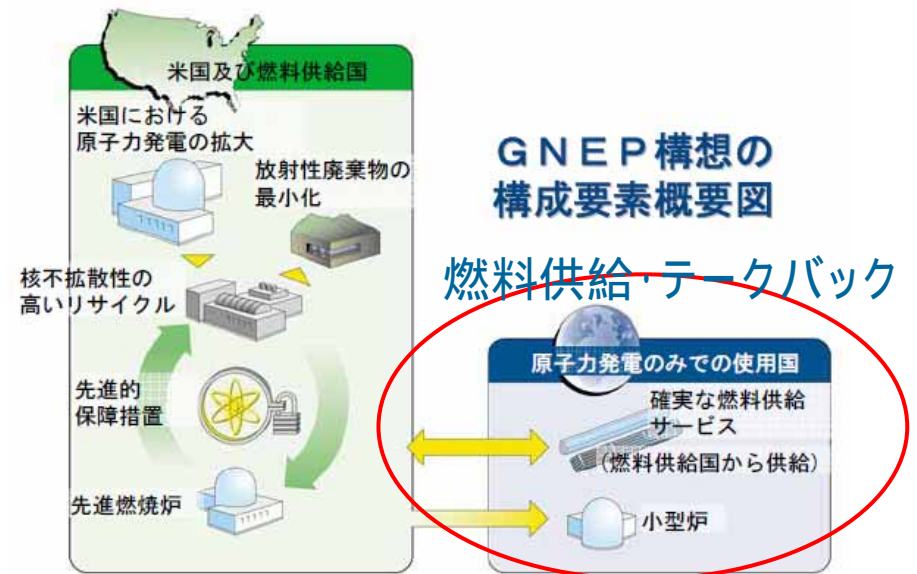 米国及び燃料供給国
米国における
原子力発電の拡大
放射性廃棄物の
最小化
核不拡散性の
高いリサイクル
先進的
保障措置
先進燃焼炉
GNEP構想の
構成要素概要図
燃料供給・テークバック
原子力発電のみでの使用国
確実な燃料供給
サービス
(燃料供給国から供給)
小型炉